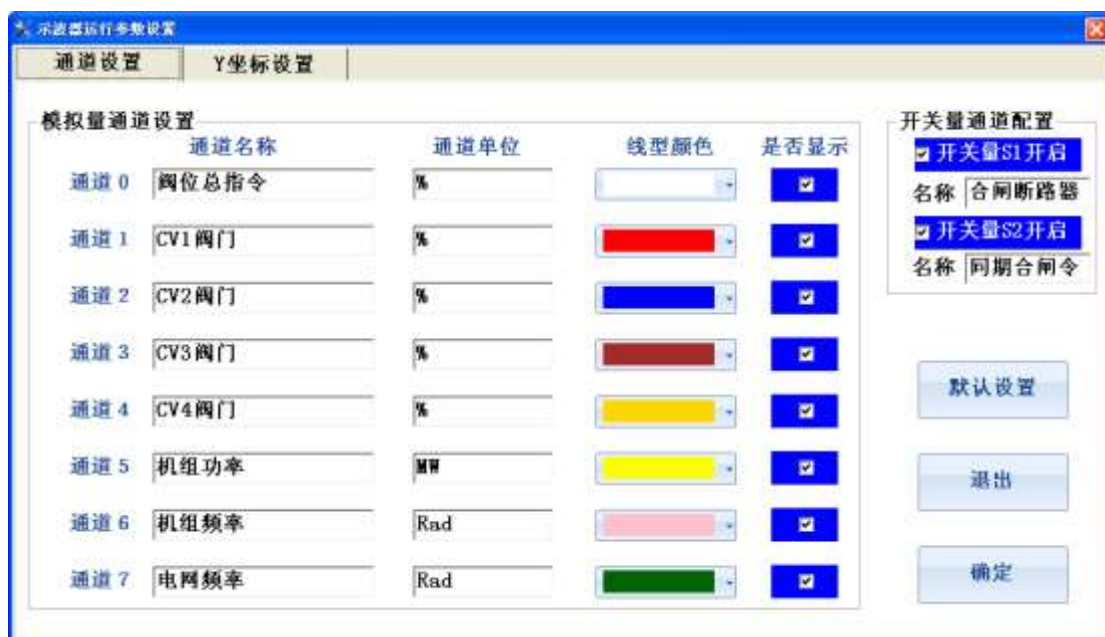 示波器运行参数设置
通道设置 Y坐标设置
模拟量通道设置
通道名称 通道单位 线型颜色 是否显示
通道 0 阀位总指令 %
通道 1 CV1阀门 %
通道 2 CV2阀门 %
通道 3 CV3阀门 %
通道 4 CV4阀门 %
通道 5 机组功率 MW
通道 6 机组频率 Rad
通道 7 电网频率 Rad
开关量通道配置
开关量S1开启
名称 合闸断路器
开关量S2开启
名称 同期合闸令
默认设置
退出
确定